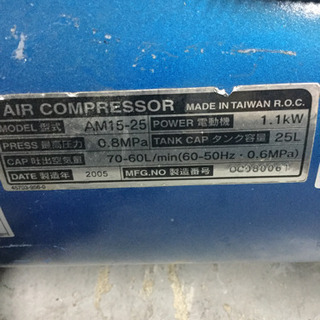 AIR COMPRESSOR MADE IN TAIWAN R.O.C.
MODEL 型式 AM15-25 POWER 電動機 1.1kW
PRESS 最高圧力 0.8MPa TANK CAP タンク容量 25L
CAP 吐出空気量 70-60L/min(60-50Hz・0.6MPa)
DATE 製造年 2005 MFG.NO 製造番号